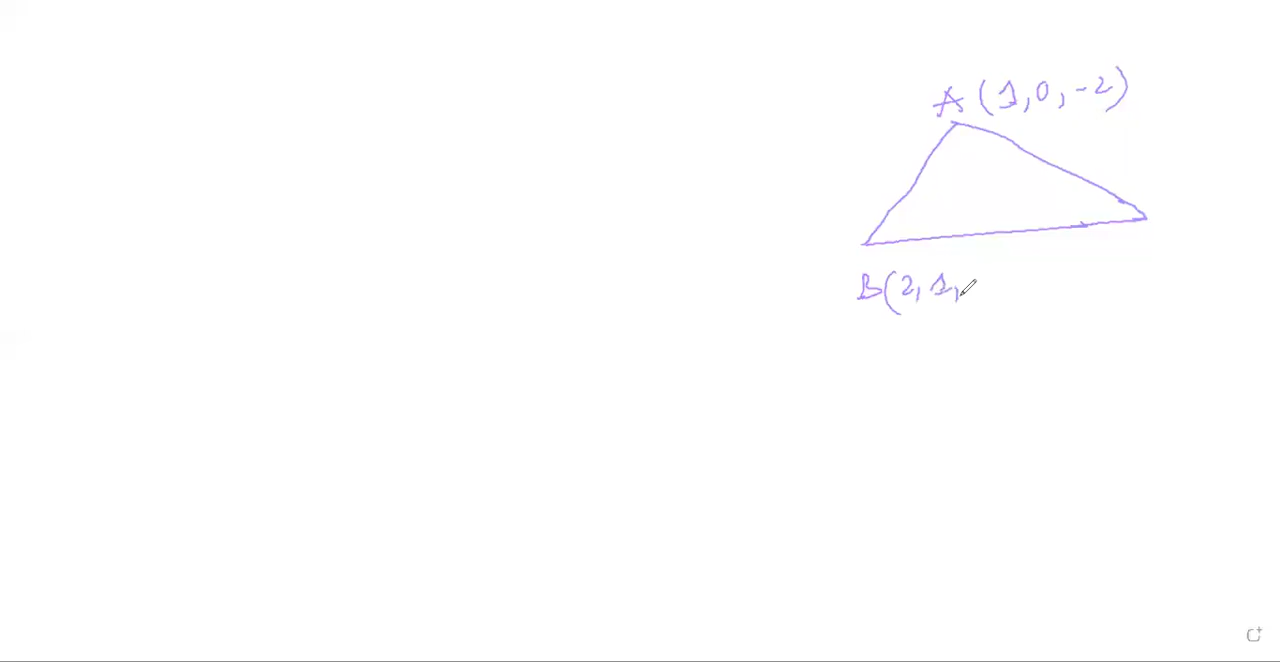 A (1, 0, -2)
B (2, 1,